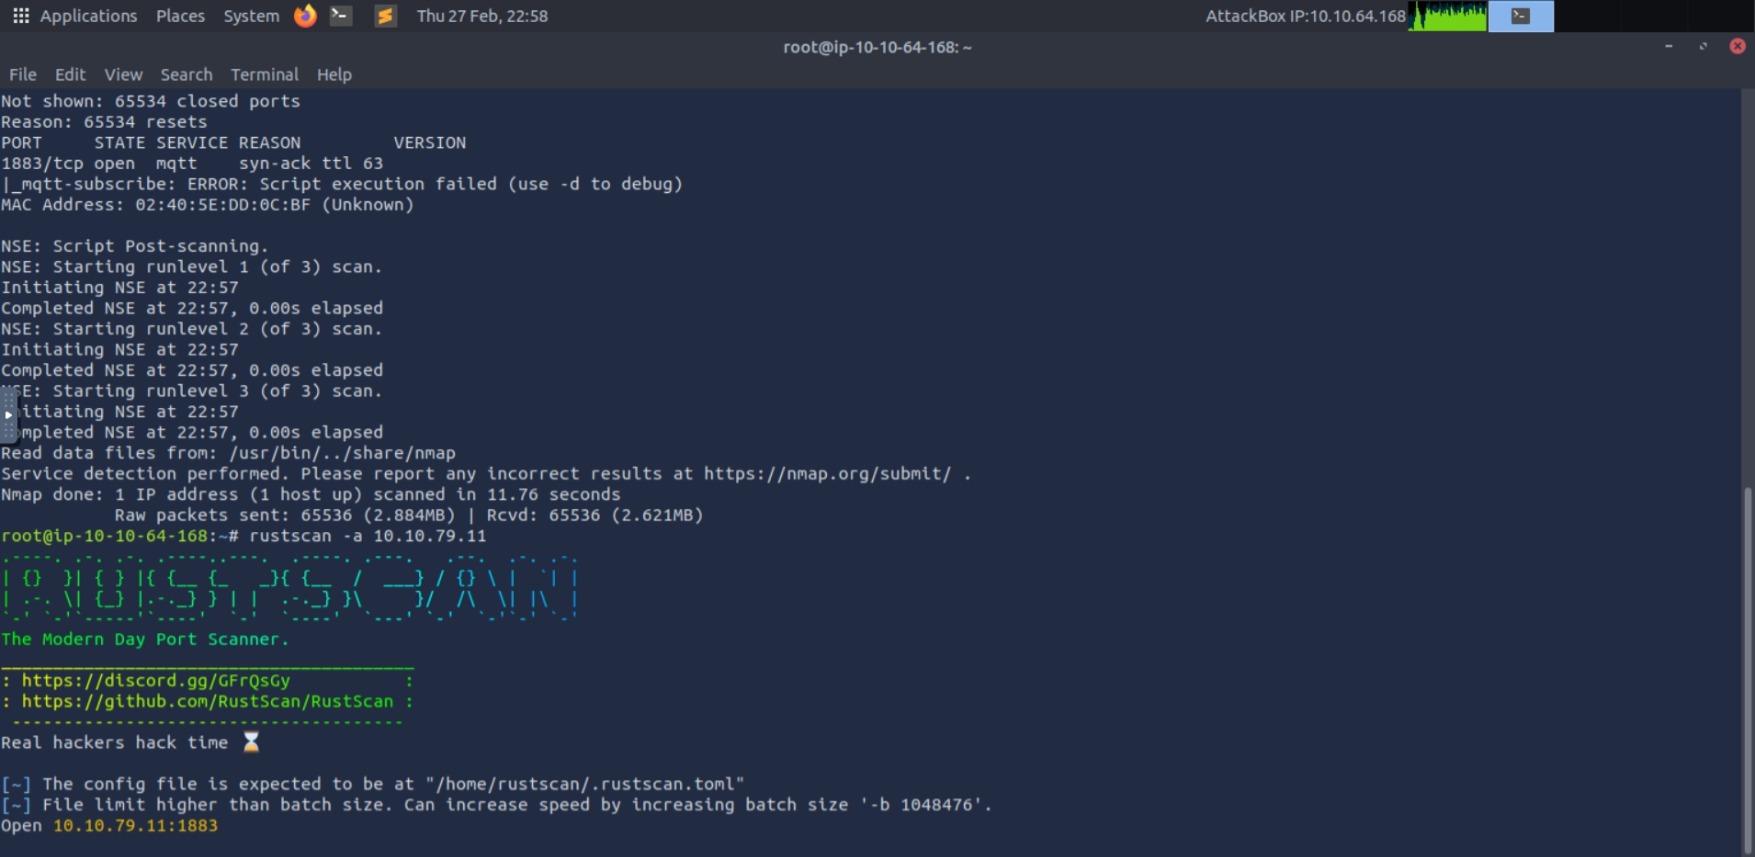 Applications Places System Thu 27 Feb, 22:58 AttackBox IP:10.10.64.168
root@ip-10-10-64-168: ~
File Edit View Search Terminal Help
Not shown: 65534 closed ports
Reason: 65534 resets
PORT     STATE SERVICE REASON         VERSION
1883/tcp open  mqtt    syn-ack ttl 63
|_mqtt-subscribe: ERROR: Script execution failed (use -d to debug)
MAC Address: 02:40:5E:DD:0C:BF (Unknown)
NSE: Script Post-scanning.
NSE: Starting runlevel 1 (of 3) scan.
Initiating NSE at 22:57
Completed NSE at 22:57, 0.00s elapsed
NSE: Starting runlevel 2 (of 3) scan.
Initiating NSE at 22:57
Completed NSE at 22:57, 0.00s elapsed
NSE: Starting runlevel 3 (of 3) scan.
Initiating NSE at 22:57
Completed NSE at 22:57, 0.00s elapsed
Read data files from: /usr/bin/../share/nmap
Service detection performed. Please report any incorrect results at https://nmap.org/submit/ .
Nmap done: 1 IP address (1 host up) scanned in 11.76 seconds
           Raw packets sent: 65536 (2.884MB) | Rcvd: 65536 (2.621MB)
root@ip-10-10-64-168:~# rustscan -a 10.10.79.11
RUSTSCAN
The Modern Day Port Scanner.
: https://discord.gg/GFrQsGy           :
: https://github.com/RustScan/RustScan :
Real hackers hack time ⌛
[~] The config file is expected to be at "/home/rustscan/.rustscan.toml"
[~] File limit higher than batch size. Can increase speed by increasing batch size '-b 1048476'.
Open 10.10.79.11:1883